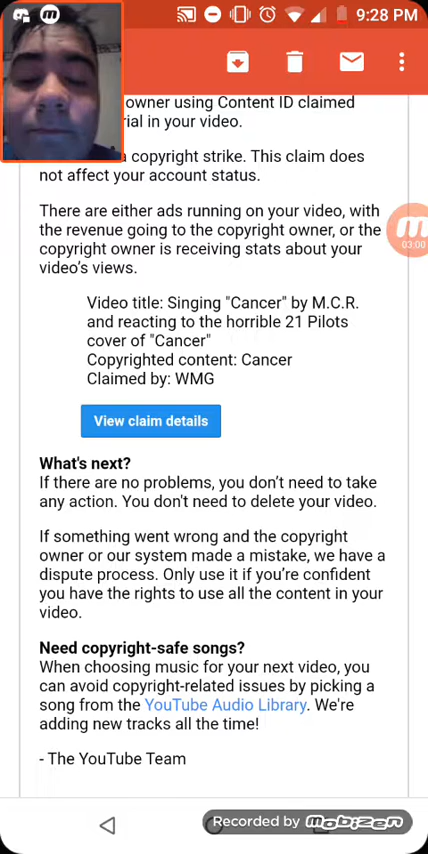 9:28 PM
owner using Content ID claimed
rial in your video.
a copyright strike. This claim does
not affect your account status.
There are either ads running on your video, with
the revenue going to the copyright owner, or the
copyright owner is receiving stats about your
video's views.
03:00
Video title: Singing "Cancer" by M.C.R.
and reacting to the horrible 21 Pilots
cover of "Cancer"
Copyrighted content: Cancer
Claimed by: WMG
View claim details
What's next?
If there are no problems, you don't need to take
any action. You don't need to delete your video.
If something went wrong and the copyright
owner or our system made a mistake, we have a
dispute process. Only use it if you're confident
you have the rights to use all the content in your
video.
Need copyright-safe songs?
When choosing music for your next video, you
can avoid copyright-related issues by picking a
song from the YouTube Audio Library. We're
adding new tracks all the time!
- The YouTube Team
Recorded by mobizen